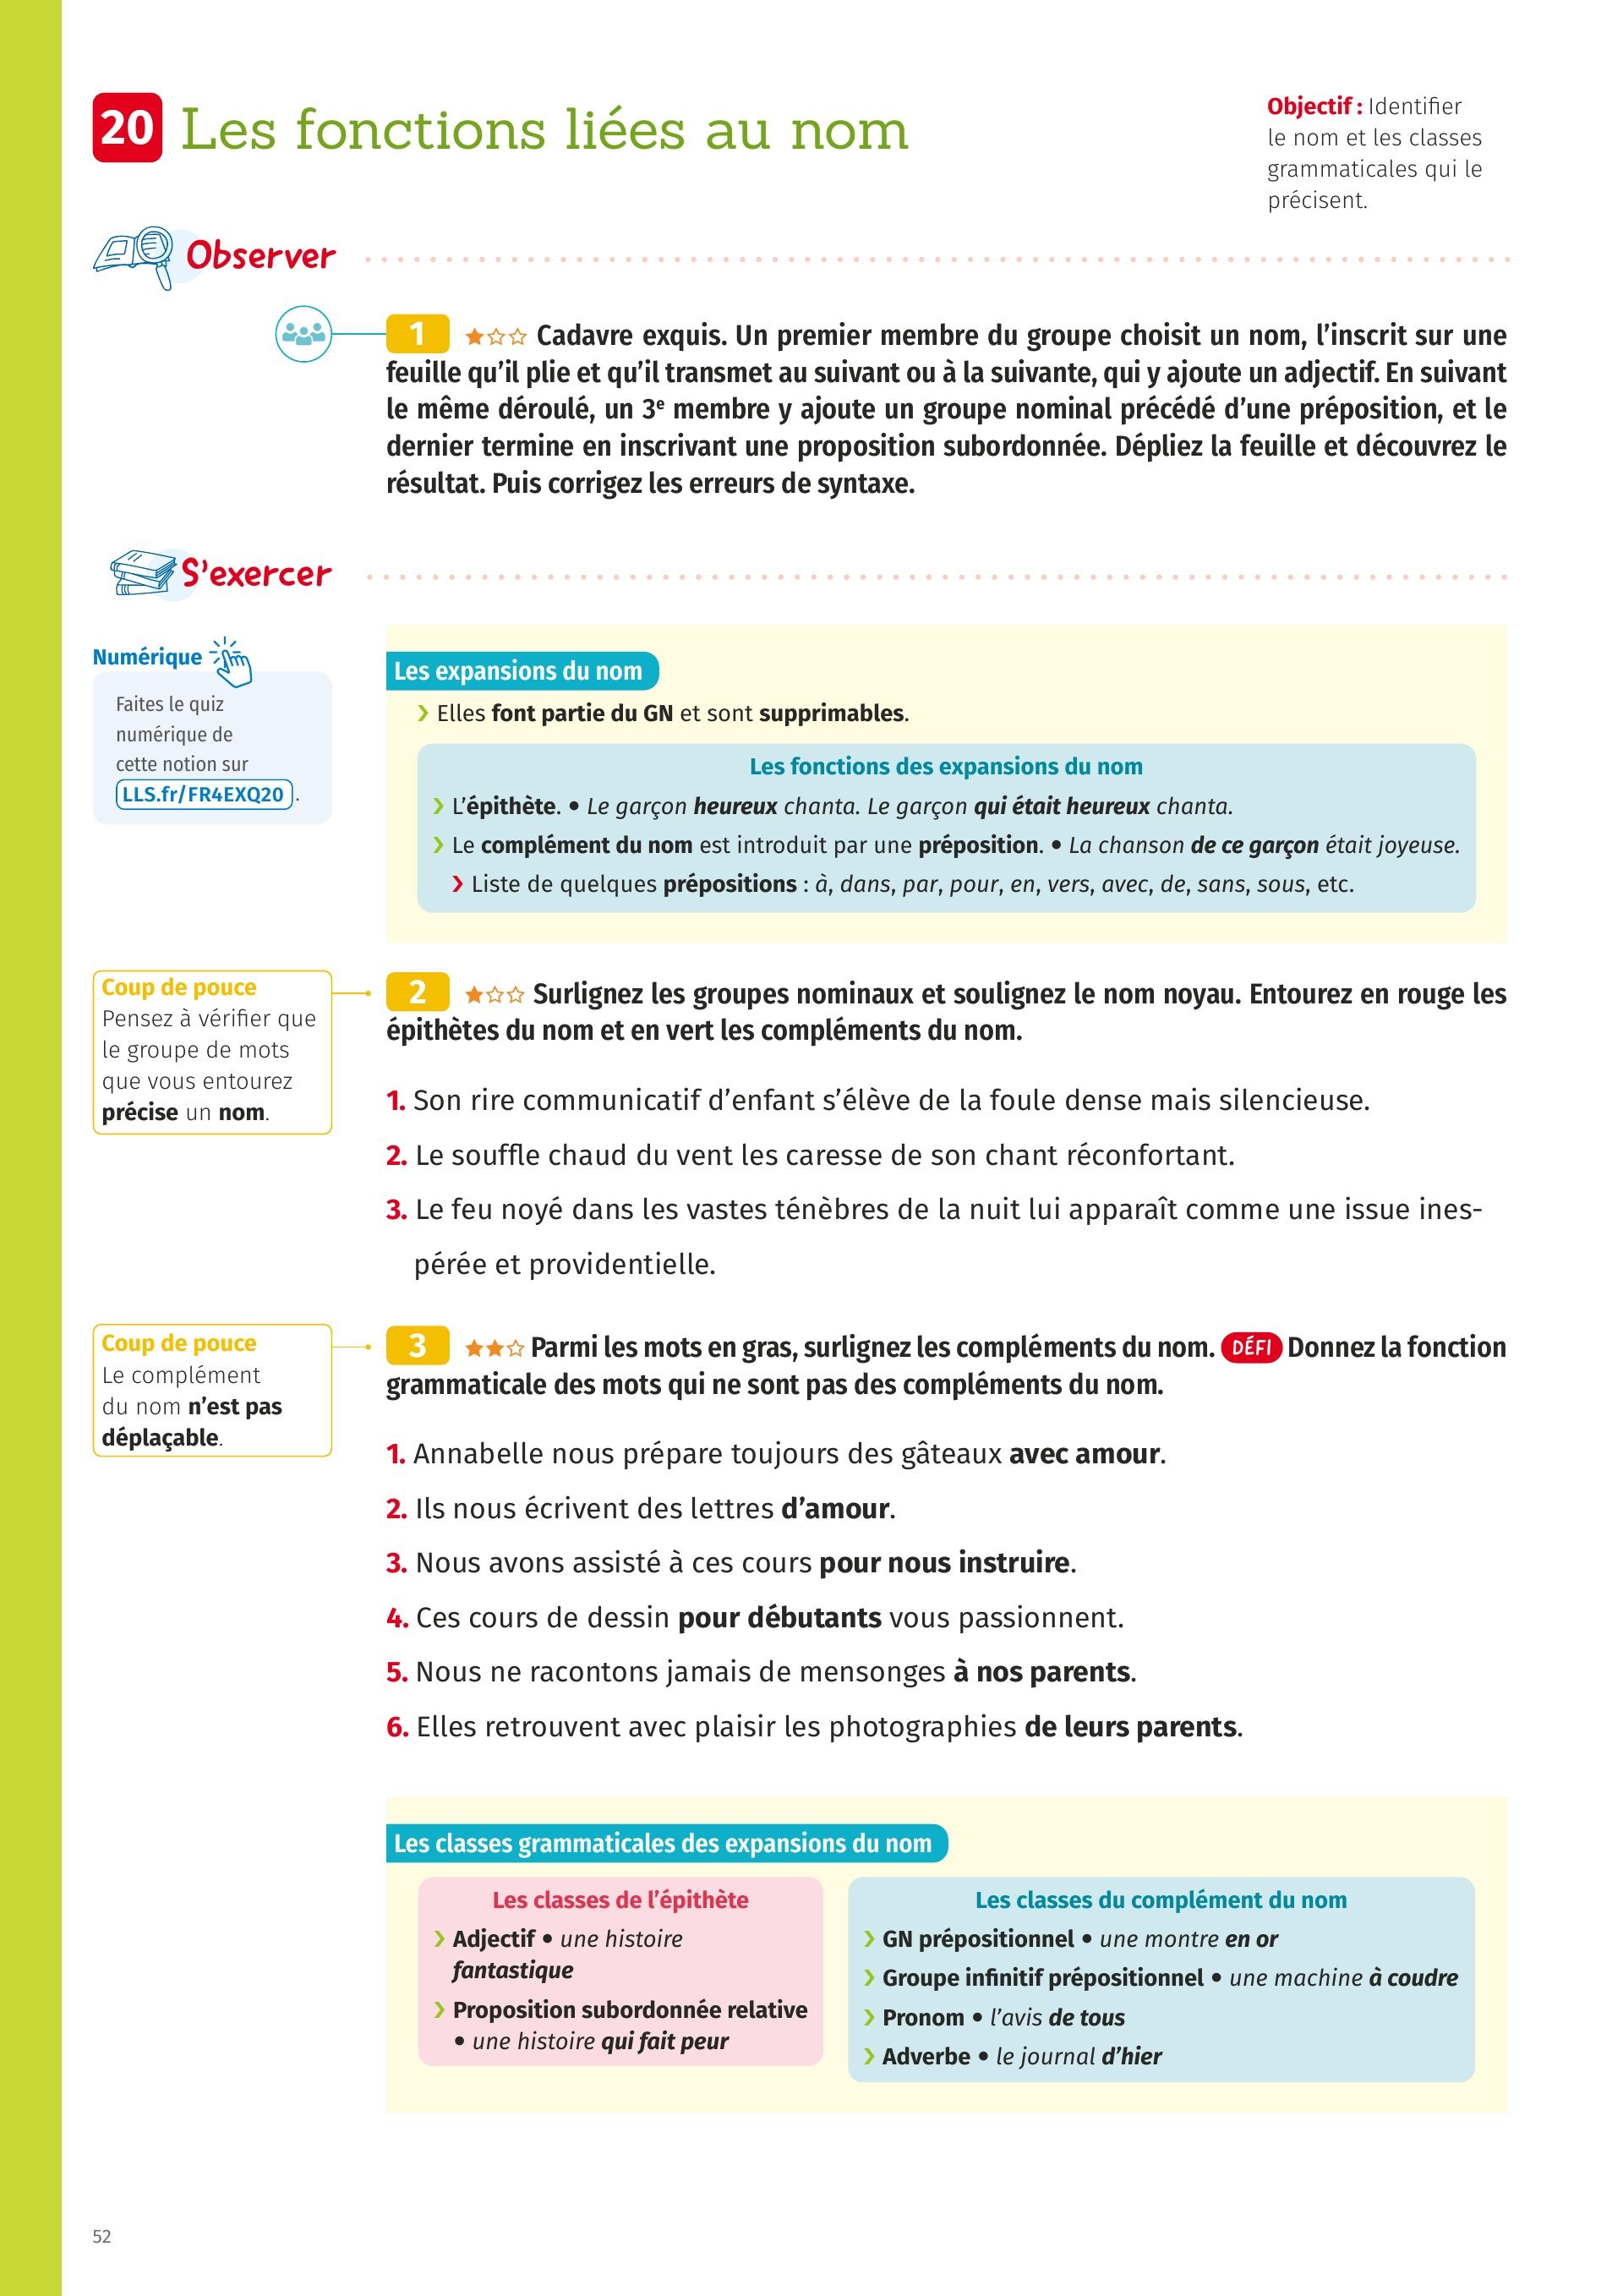 20 Les fonctions liées au nom
Objectif : Identifier
le nom et les classes
grammaticales qui le
précisent.
Observer
1 Cadavre exquis. Un premier membre du groupe choisit un nom, l’inscrit sur une
feuille qu’il plie et qu’il transmet au suivant ou à la suivante, qui y ajoute un adjectif. En suivant
le même déroulé, un 3e membre y ajoute un groupe nominal précédé d’une préposition, et le
dernier termine en inscrivant une proposition subordonnée. Dépliez la feuille et découvrez le
résultat. Puis corrigez les erreurs de syntaxe.
S’exercer
Numérique
Faites le quiz
numérique de
cette notion sur
LLS.fr/FR4EXQ20 .
Les expansions du nom
› Elles font partie du GN et sont supprimables.
Les fonctions des expansions du nom
› L’épithète. • Le garçon heureux chanta. Le garçon qui était heureux chanta.
› Le complément du nom est introduit par une préposition. • La chanson de ce garçon était joyeuse.
› Liste de quelques prépositions : à, dans, par, pour, en, vers, avec, de, sans, sous, etc.
Coup de pouce
Pensez à vérifier que
le groupe de mots
que vous entourez
précise un nom.
2 Surlignez les groupes nominaux et soulignez le nom noyau. Entourez en rouge les
épithètes du nom et en vert les compléments du nom.
1. Son rire communicatif d’enfant s’élève de la foule dense mais silencieuse.
2. Le souffle chaud du vent les caresse de son chant réconfortant.
3. Le feu noyé dans les vastes ténèbres de la nuit lui apparaît comme une issue ines-
pérée et providentielle.
Coup de pouce
Le complément
du nom n’est pas
déplaçable.
3 Parmi les mots en gras, surlignez les compléments du nom. DÉFI Donnez la fonction
grammaticale des mots qui ne sont pas des compléments du nom.
1. Annabelle nous prépare toujours des gâteaux avec amour.
2. Ils nous écrivent des lettres d’amour.
3. Nous avons assisté à ces cours pour nous instruire.
4. Ces cours de dessin pour débutants vous passionnent.
5. Nous ne racontons jamais de mensonges à nos parents.
6. Elles retrouvent avec plaisir les photographies de leurs parents.
Les classes grammaticales des expansions du nom
Les classes de l’épithète
› Adjectif • une histoire
fantastique
› Proposition subordonnée relative
• une histoire qui fait peur
Les classes du complément du nom
› GN prépositionnel • une montre en or
› Groupe infinitif prépositionnel • une machine à coudre
› Pronom • l’avis de tous
› Adverbe • le journal d’hier
52